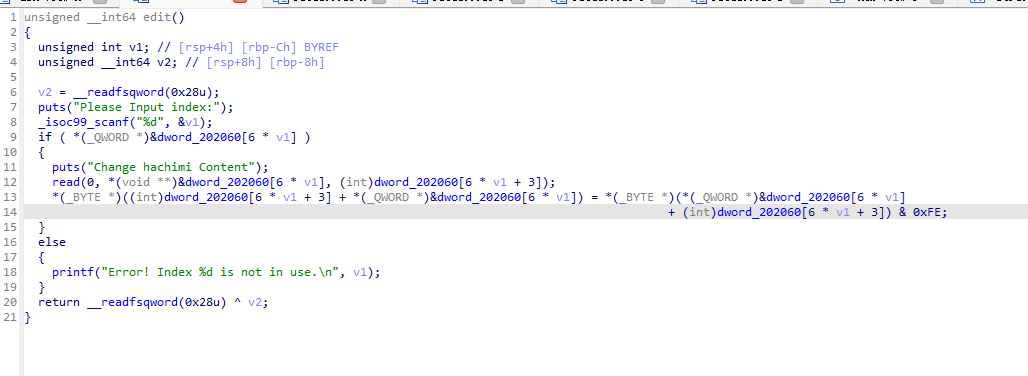 1 unsigned __int64 edit()
2 {
3 unsigned int v1; // [rsp+4h] [rbp-Ch] BYREF
4 unsigned __int64 v2; // [rsp+8h] [rbp-8h]
5
6 v2 = __readfsqword(0x28u);
7 puts("Please Input index:");
8 _isoc99_scanf("%d", &v1);
9 if ( *(_QWORD *)&dword_202060[6 * v1] )
10 {
11 puts("Change hachimi Content");
12 read(0, *(void **)&dword_202060[6 * v1], (int)dword_202060[6 * v1 + 3]);
13 *(_BYTE *)((int)dword_202060[6 * v1 + 3] + *(_QWORD *)&dword_202060[6 * v1]) = *(_BYTE *)(*(_QWORD *)&dword_202060[6 * v1]
14 + (int)dword_202060[6 * v1 + 3]) & 0xFE;
15 }
16 else
17 {
18 printf("Error! Index %d is not in use.\n", v1);
19 }
20 return __readfsqword(0x28u) ^ v2;
21 }